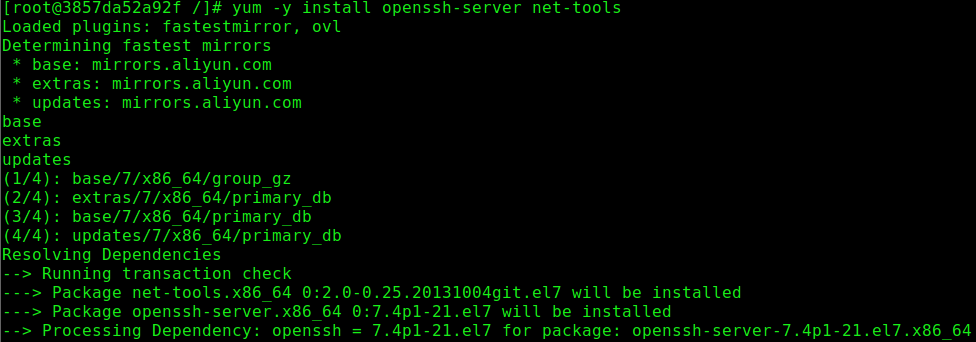 [root@3857da52a92f /]# yum -y install openssh-server net-tools
Loaded plugins: fastestmirror, ovl
Determining fastest mirrors
 * base: mirrors.aliyun.com
 * extras: mirrors.aliyun.com
 * updates: mirrors.aliyun.com
base
extras
updates
(1/4): base/7/x86_64/group_gz
(2/4): extras/7/x86_64/primary_db
(3/4): base/7/x86_64/primary_db
(4/4): updates/7/x86_64/primary_db
Resolving Dependencies
--> Running transaction check
---> Package net-tools.x86_64 0:2.0-0.25.20131004git.el7 will be installed
---> Package openssh-server.x86_64 0:7.4p1-21.el7 will be installed
--> Processing Dependency: openssh = 7.4p1-21.el7 for package: openssh-server-7.4p1-21.el7.x86_64